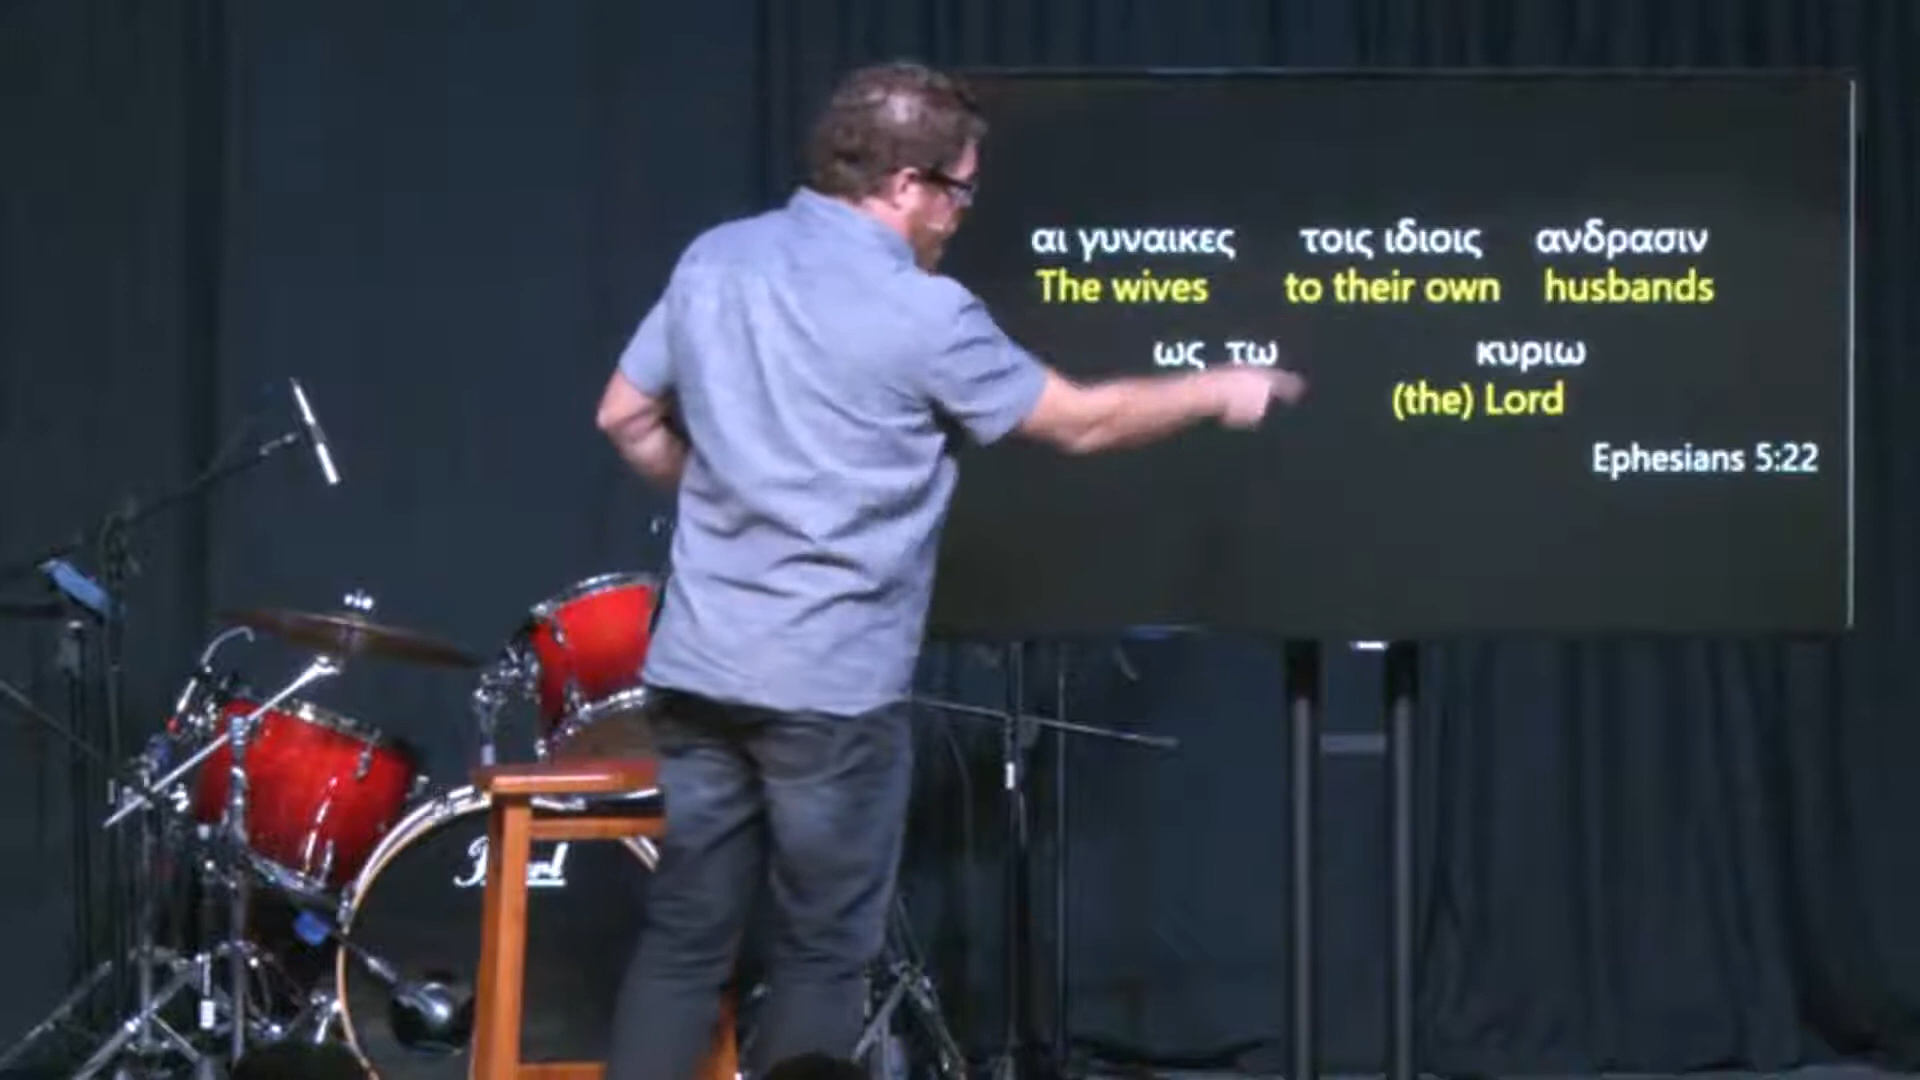 αι γυναικες τοις ιδιοις ανδρασιν
The wives to their own husbands
ως τω κυριω
(the) Lord
Ephesians 5:22